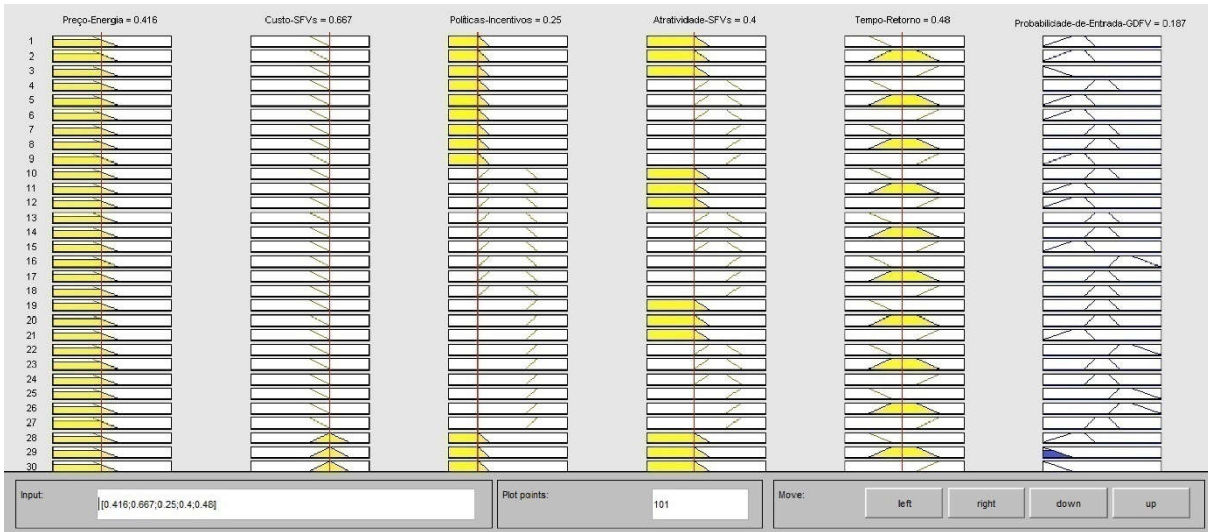 Preço-Energia = 0.416
Custo-SFVs = 0.667
Políticas-Incentivos = 0.25
Atratividade-SFVs = 0.4
Tempo-Retorno = 0.48
Probabiliciade-de-Entrada-GDFV = 0.187
1
2
3
4
5
6
7
8
9
10
11
12
13
14
15
16
17
18
19
20
21
22
23
24
25
26
27
28
29
30
Input:
[0.416;0.667;0.25;0.4;0.48]
Plot points:
101
Move:
left
right
down
up